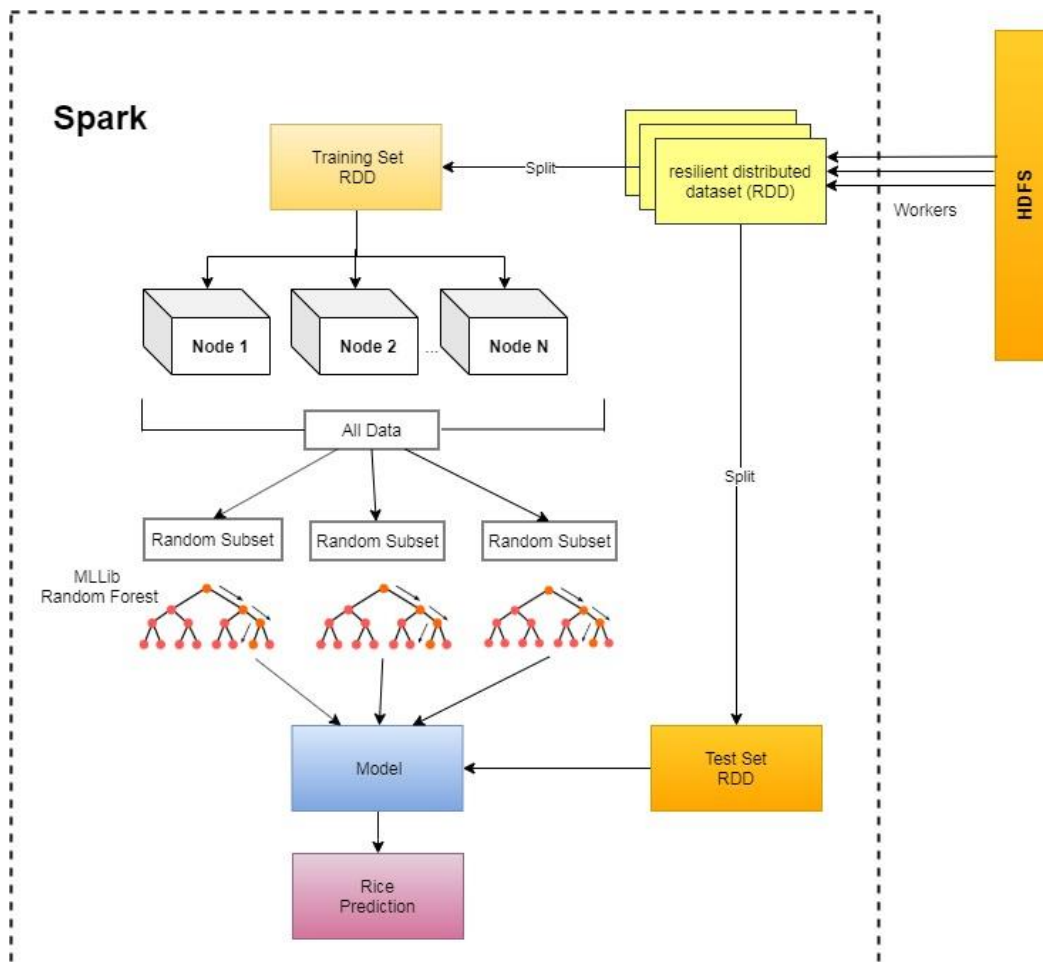 Spark
Training Set
RDD
Split
resilient distributed
dataset (RDD)
Workers
HDFS
Node 1
Node 2
...
Node N
All Data
Split
Random Subset
Random Subset
Random Subset
MLLib
Random Forest
Model
Test Set
RDD
Rice
Prediction